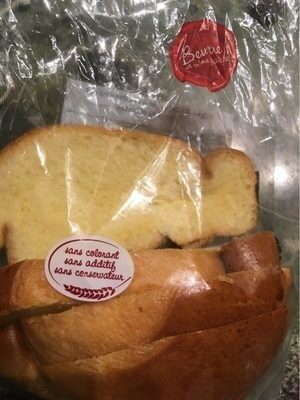 Beurre
sans colorant
sans additif
sans conservateur